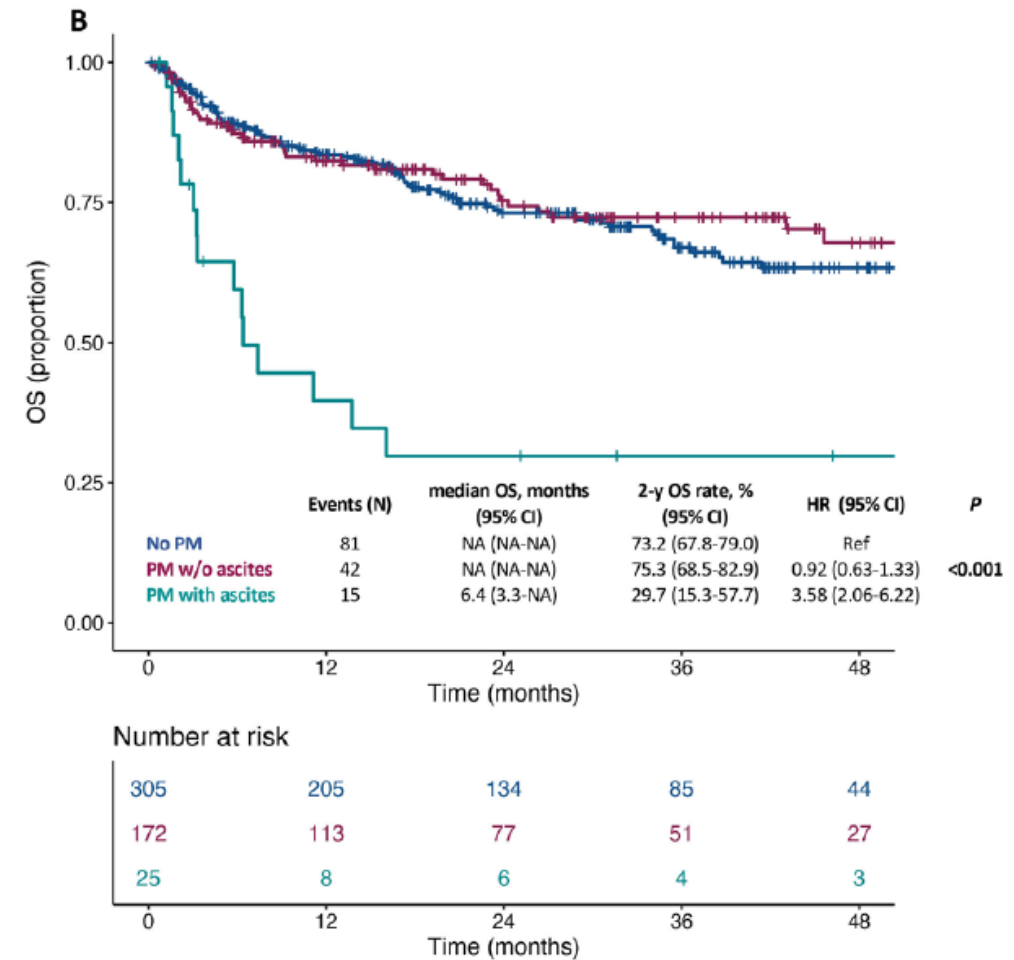 B
1.00
0.75
0.50
0.25
0.00
OS (proportion)
Events (N) median OS, months (95% CI) 2-y OS rate, % (95% CI) HR (95% CI) P
No PM 81 NA (NA-NA) 73.2 (67.8-79.0) Ref
PM w/o ascites 42 NA (NA-NA) 75.3 (68.5-82.9) 0.92 (0.63-1.33) <0.001
PM with ascites 15 6.4 (3.3-NA) 29.7 (15.3-57.7) 3.58 (2.06-6.22)
0 12 24 36 48
Time (months)
Number at risk
305 205 134 85 44
172 113 77 51 27
25 8 6 4 3
0 12 24 36 48
Time (months)